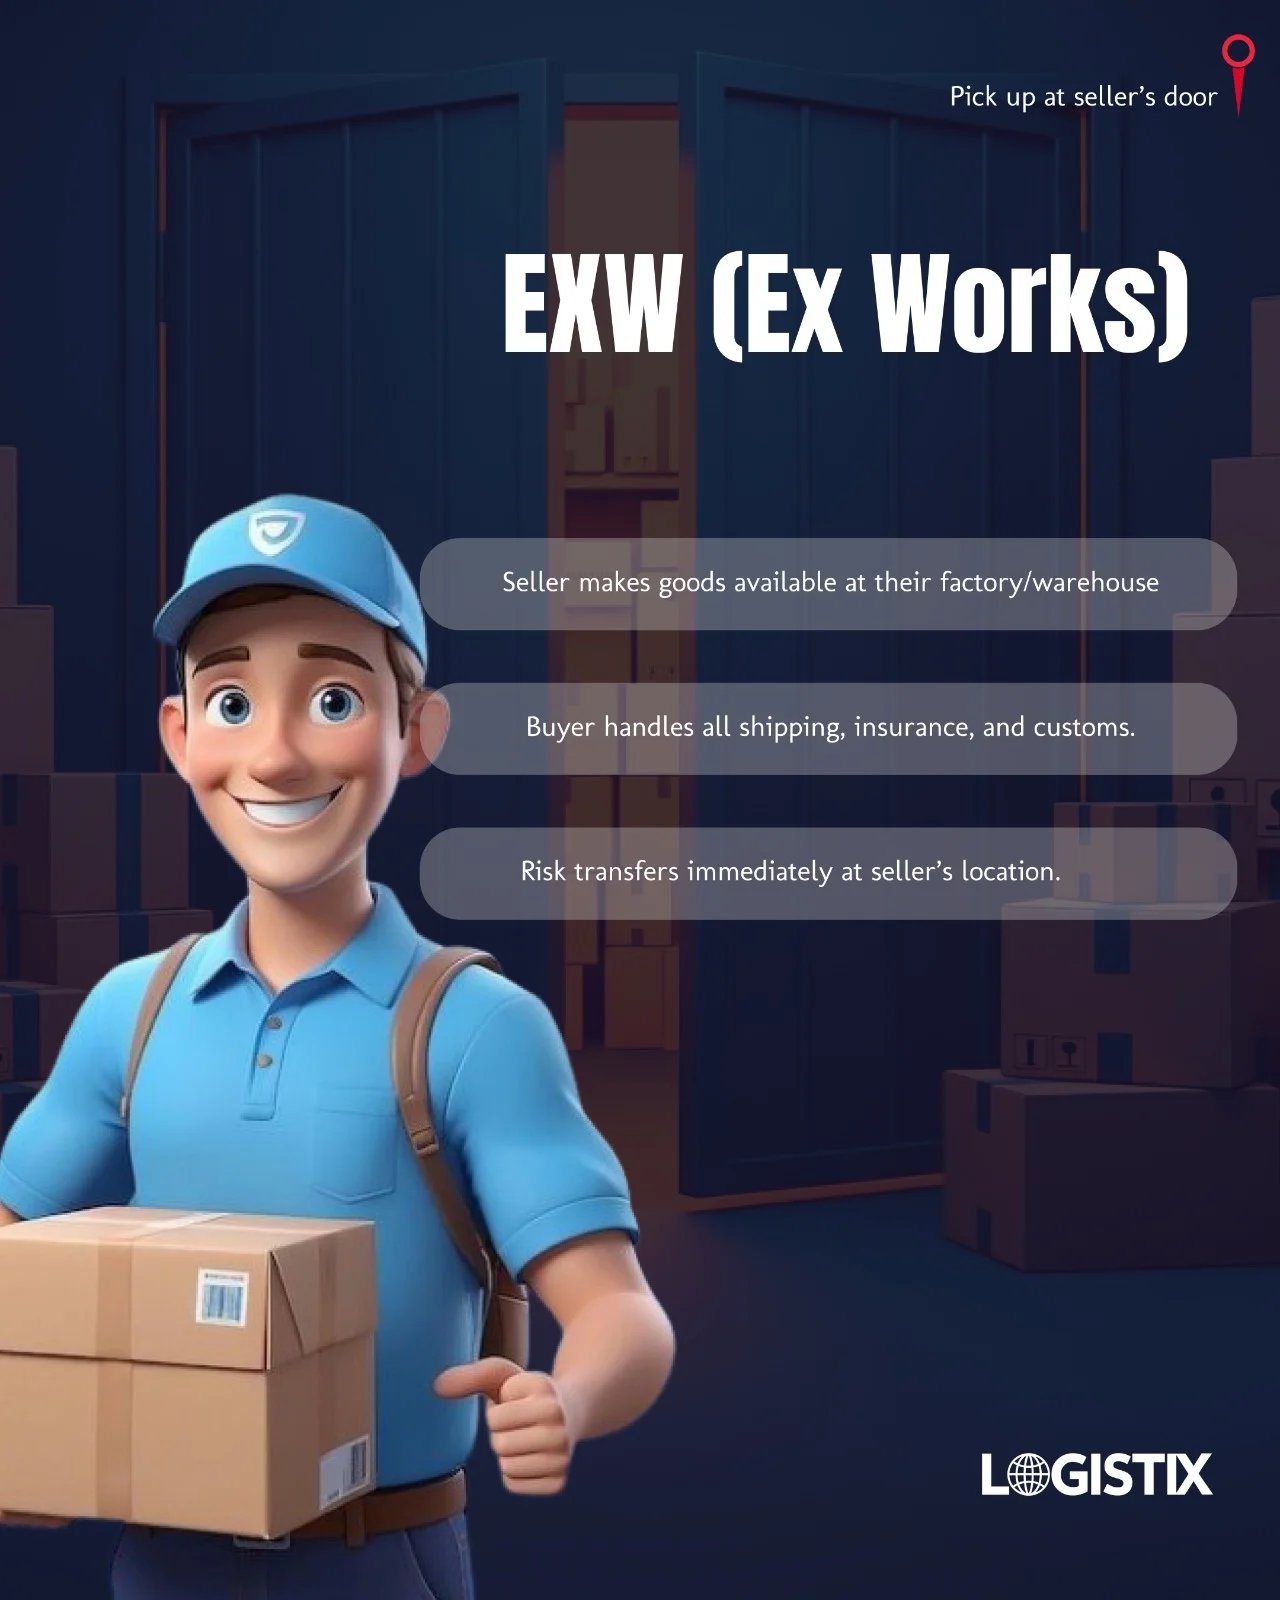 Pick up at seller’s door
EXW (Ex Works)
Seller makes goods available at their factory/warehouse
Buyer handles all shipping, insurance, and customs.
Risk transfers immediately at seller’s location.
LOGISTIX